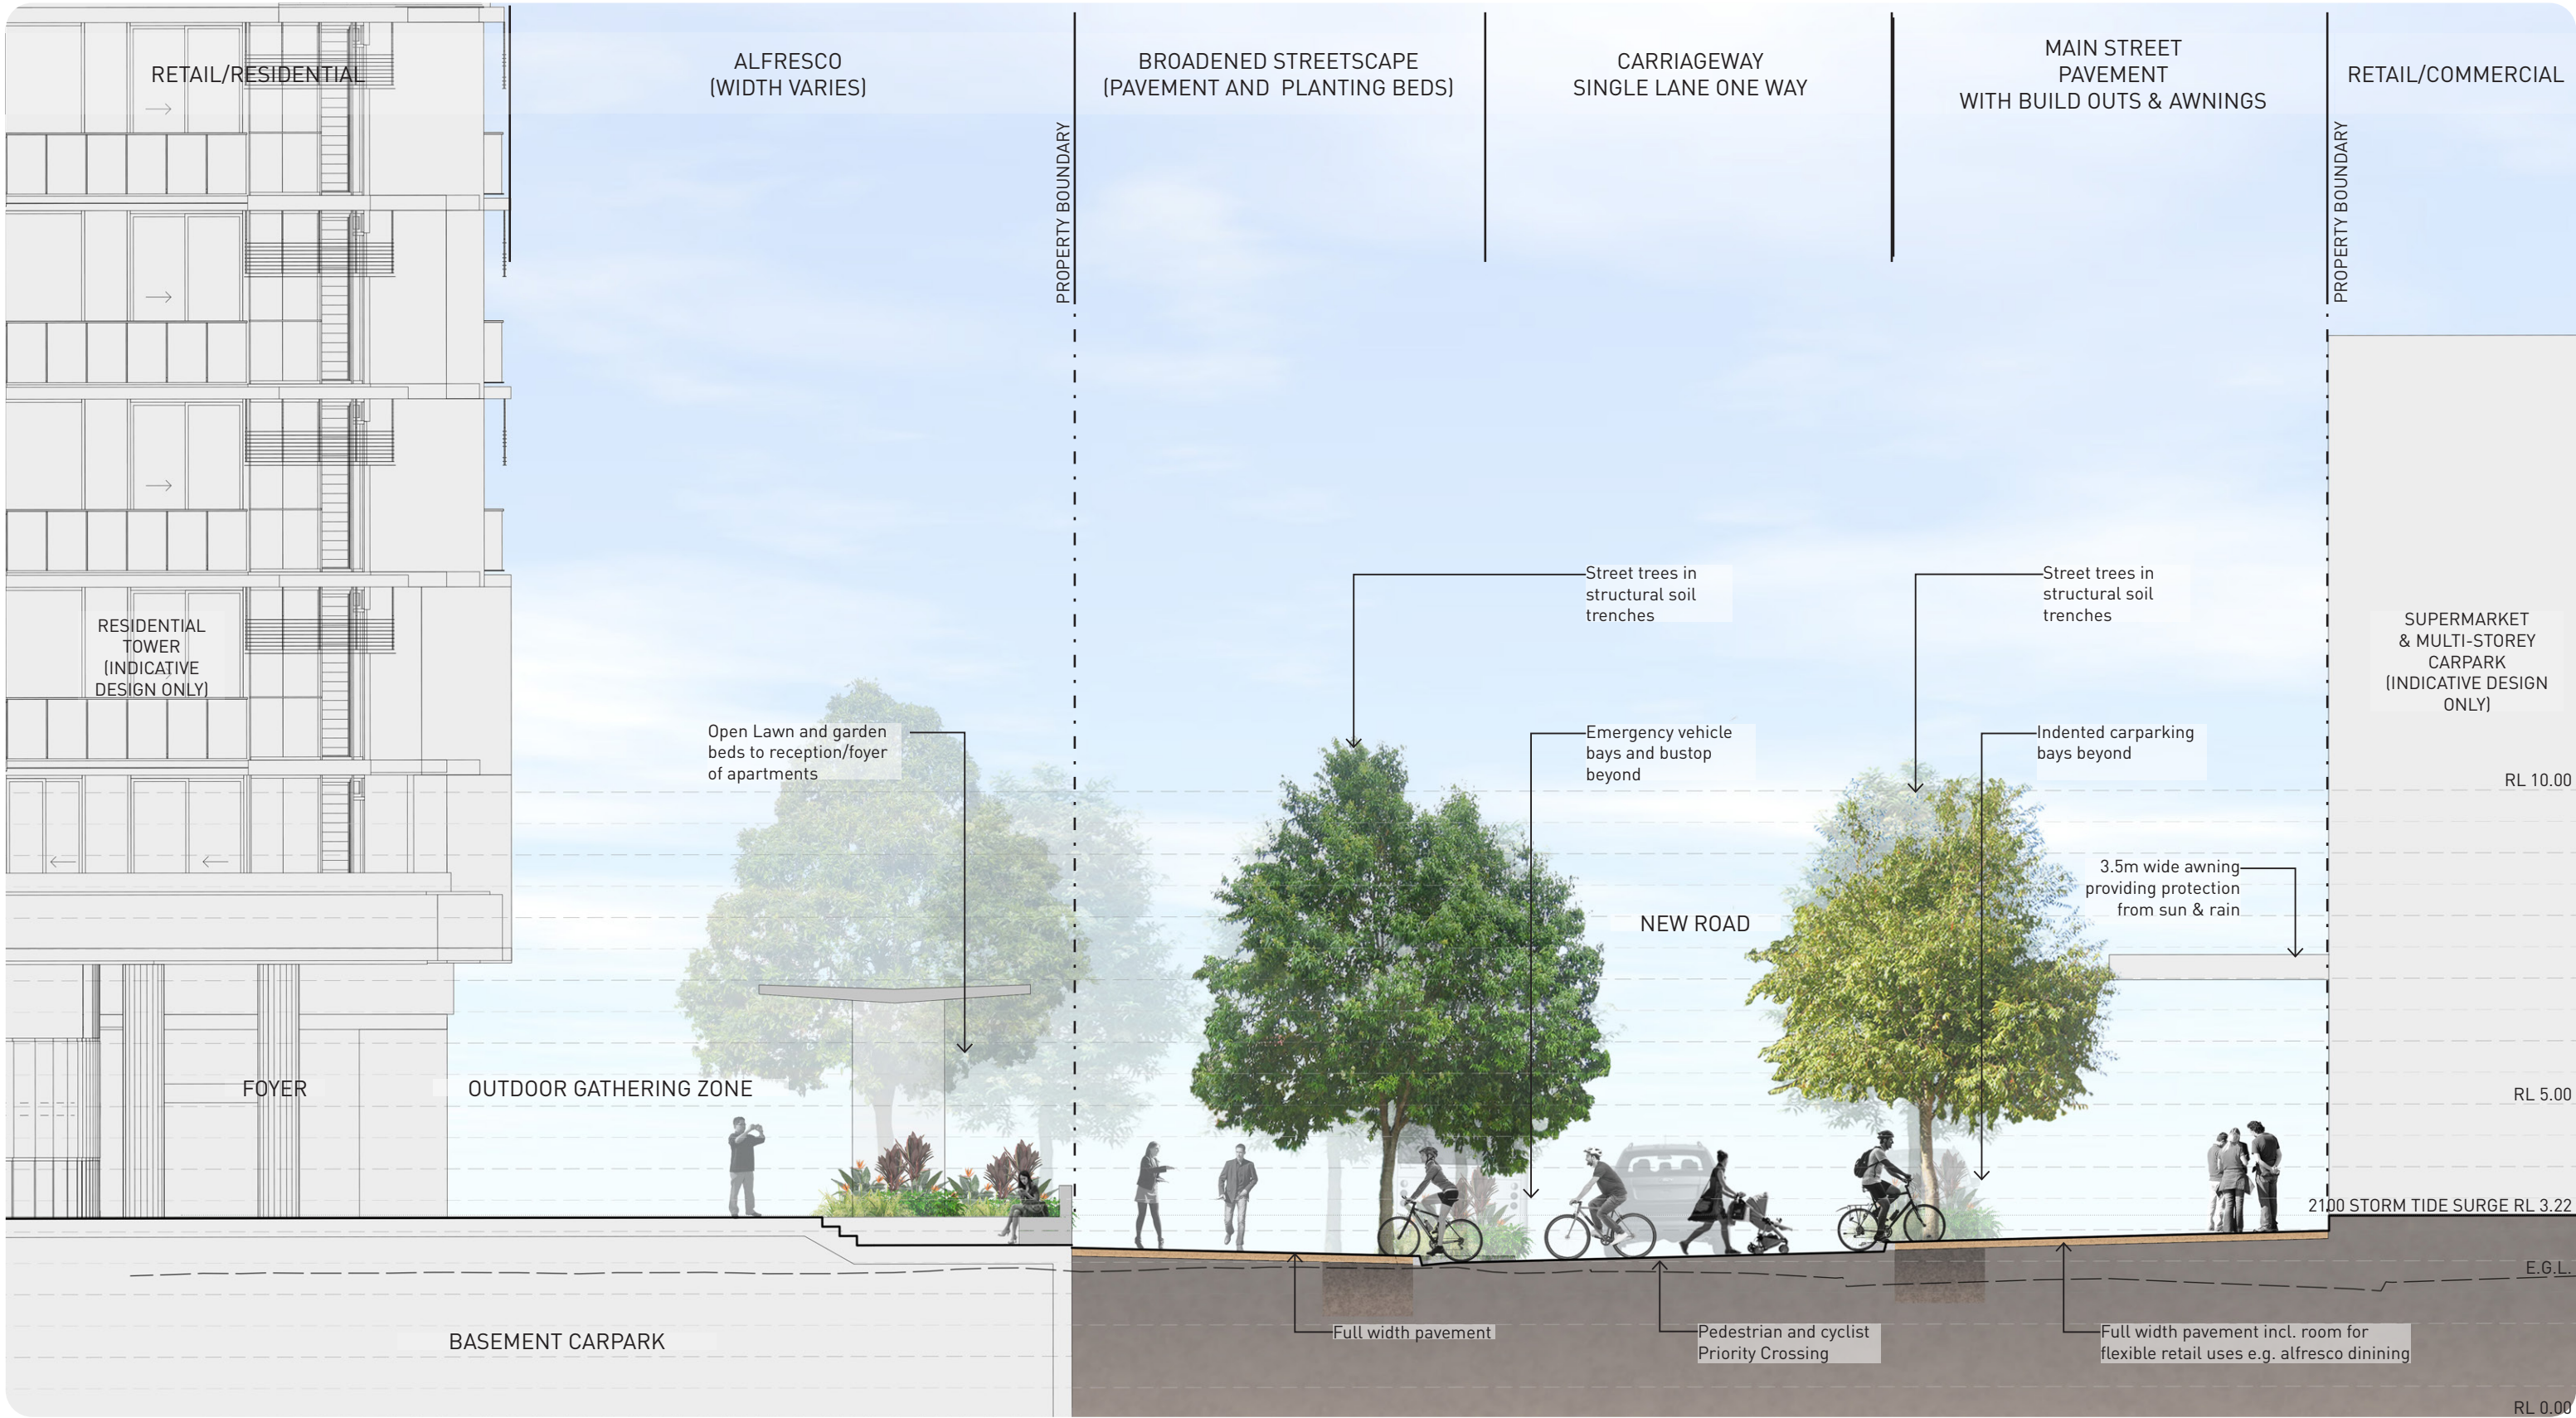 RETAIL/RESIDENTIAL
ALFRESCO
(WIDTH VARIES)
BROADENED STREETSCAPE
(PAVEMENT AND PLANTING BEDS)
CARRIAGEWAY
SINGLE LANE ONE WAY
MAIN STREET
PAVEMENT
WITH BUILD OUTS & AWNINGS
RETAIL/COMMERCIAL
PROPERTY BOUNDARY
PROPERTY BOUNDARY
RESIDENTIAL
TOWER
(INDICATIVE
DESIGN ONLY)
Open Lawn and garden
beds to reception/foyer
of apartments
Street trees in
structural soil
trenches
Emergency vehicle
bays and bustop
beyond
Street trees in
structural soil
trenches
Indented carparking
bays beyond
SUPERMARKET
& MULTI-STOREY
CARPARK
(INDICATIVE DESIGN
ONLY)
RL 10.00
3.5m wide awning
providing protection
from sun & rain
NEW ROAD
FOYER
OUTDOOR GATHERING ZONE
RL 5.00
2100 STORM TIDE SURGE RL 3.22
E.G.L.
BASEMENT CARPARK
Full width pavement
Pedestrian and cyclist
Priority Crossing
Full width pavement incl. room for
flexible retail uses e.g. alfresco dinining
RL 0.00